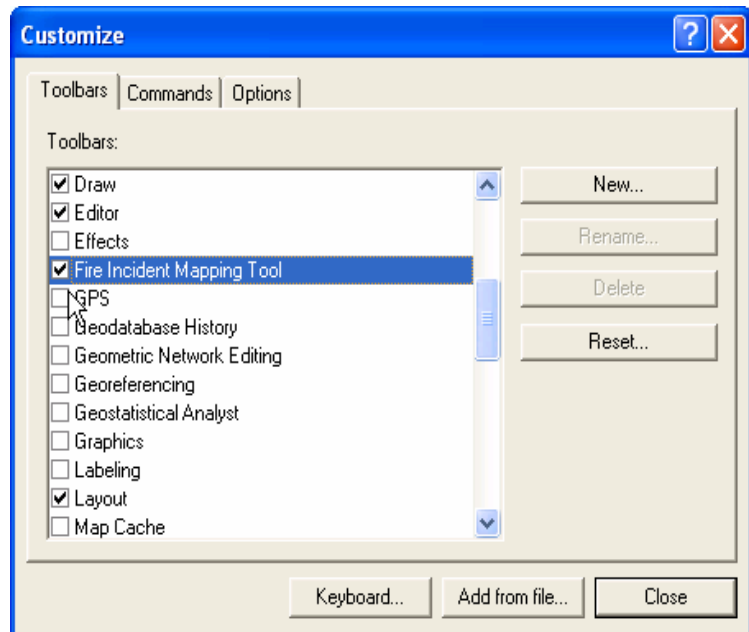 Customize
Toolbars Commands Options
Toolbars:
Draw
Editor
Effects
Fire Incident Mapping Tool
GPS
Geodatabase History
Geometric Network Editing
Georeferencing
Geostatistical Analyst
Graphics
Labeling
Layout
Map Cache
New...
Rename...
Delete
Reset...
Keyboard... Add from file... Close